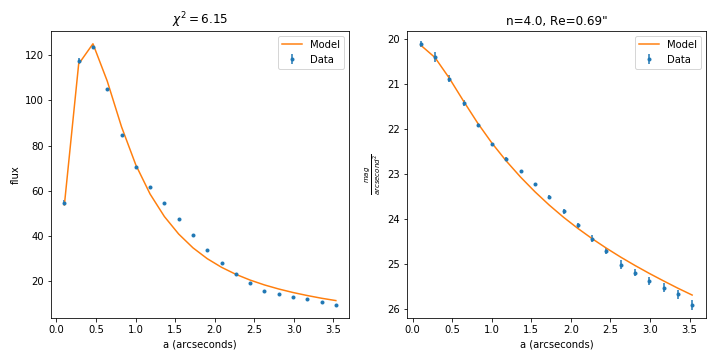 χ² = 6.15
Model
Data
flux
120
100
80
60
40
20
0.0 0.5 1.0 1.5 2.0 2.5 3.0 3.5
a (arcseconds)
n=4.0, Re=0.69"
Model
Data
mag
arcsecond²
20
21
22
23
24
25
26
0.0 0.5 1.0 1.5 2.0 2.5 3.0 3.5
a (arcseconds)